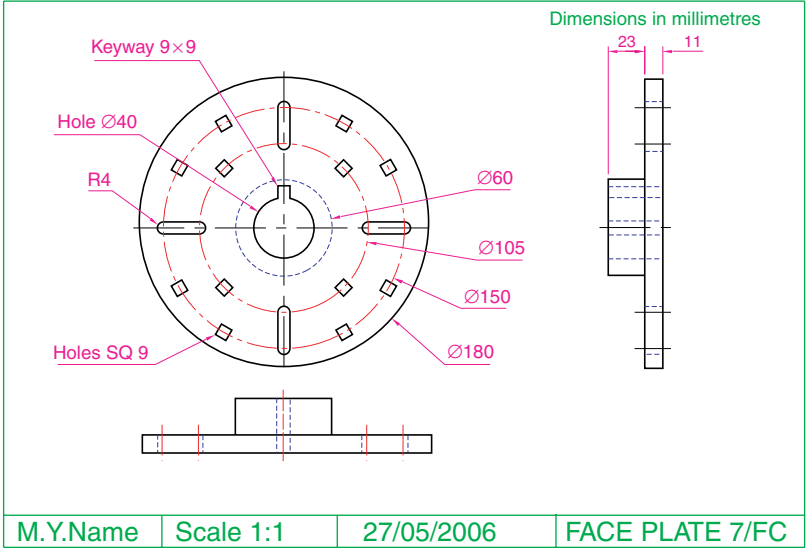 Dimensions in millimetres
23
11
Keyway 9×9
Hole ∅40
R4
∅60
∅105
∅150
Holes SQ 9
∅180
M.Y.Name
Scale 1:1
27/05/2006
FACE PLATE 7/FC